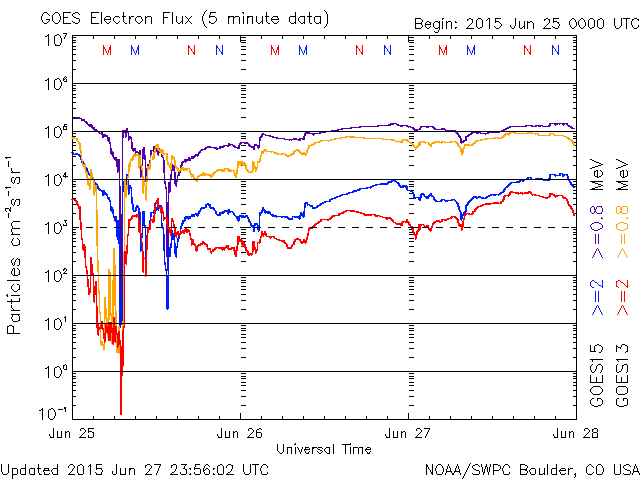 GOES Electron Flux (5 minute data)
Begin: 2015 Jun 25 0000 UTC
M M N N M M N N M M N N
10⁷
10⁶
10⁵
10⁴
10³
10²
10¹
10⁰
10⁻¹
Particles cm⁻²s⁻¹sr⁻¹
GOES15 >=2 >=0.8 MeV
GOES13 >=2 >=0.8 MeV
Jun 25 Jun 26 Jun 27 Jun 28
Universal Time
Updated 2015 Jun 27 23:56:02 UTC
NOAA/SWPC Boulder, CO USA